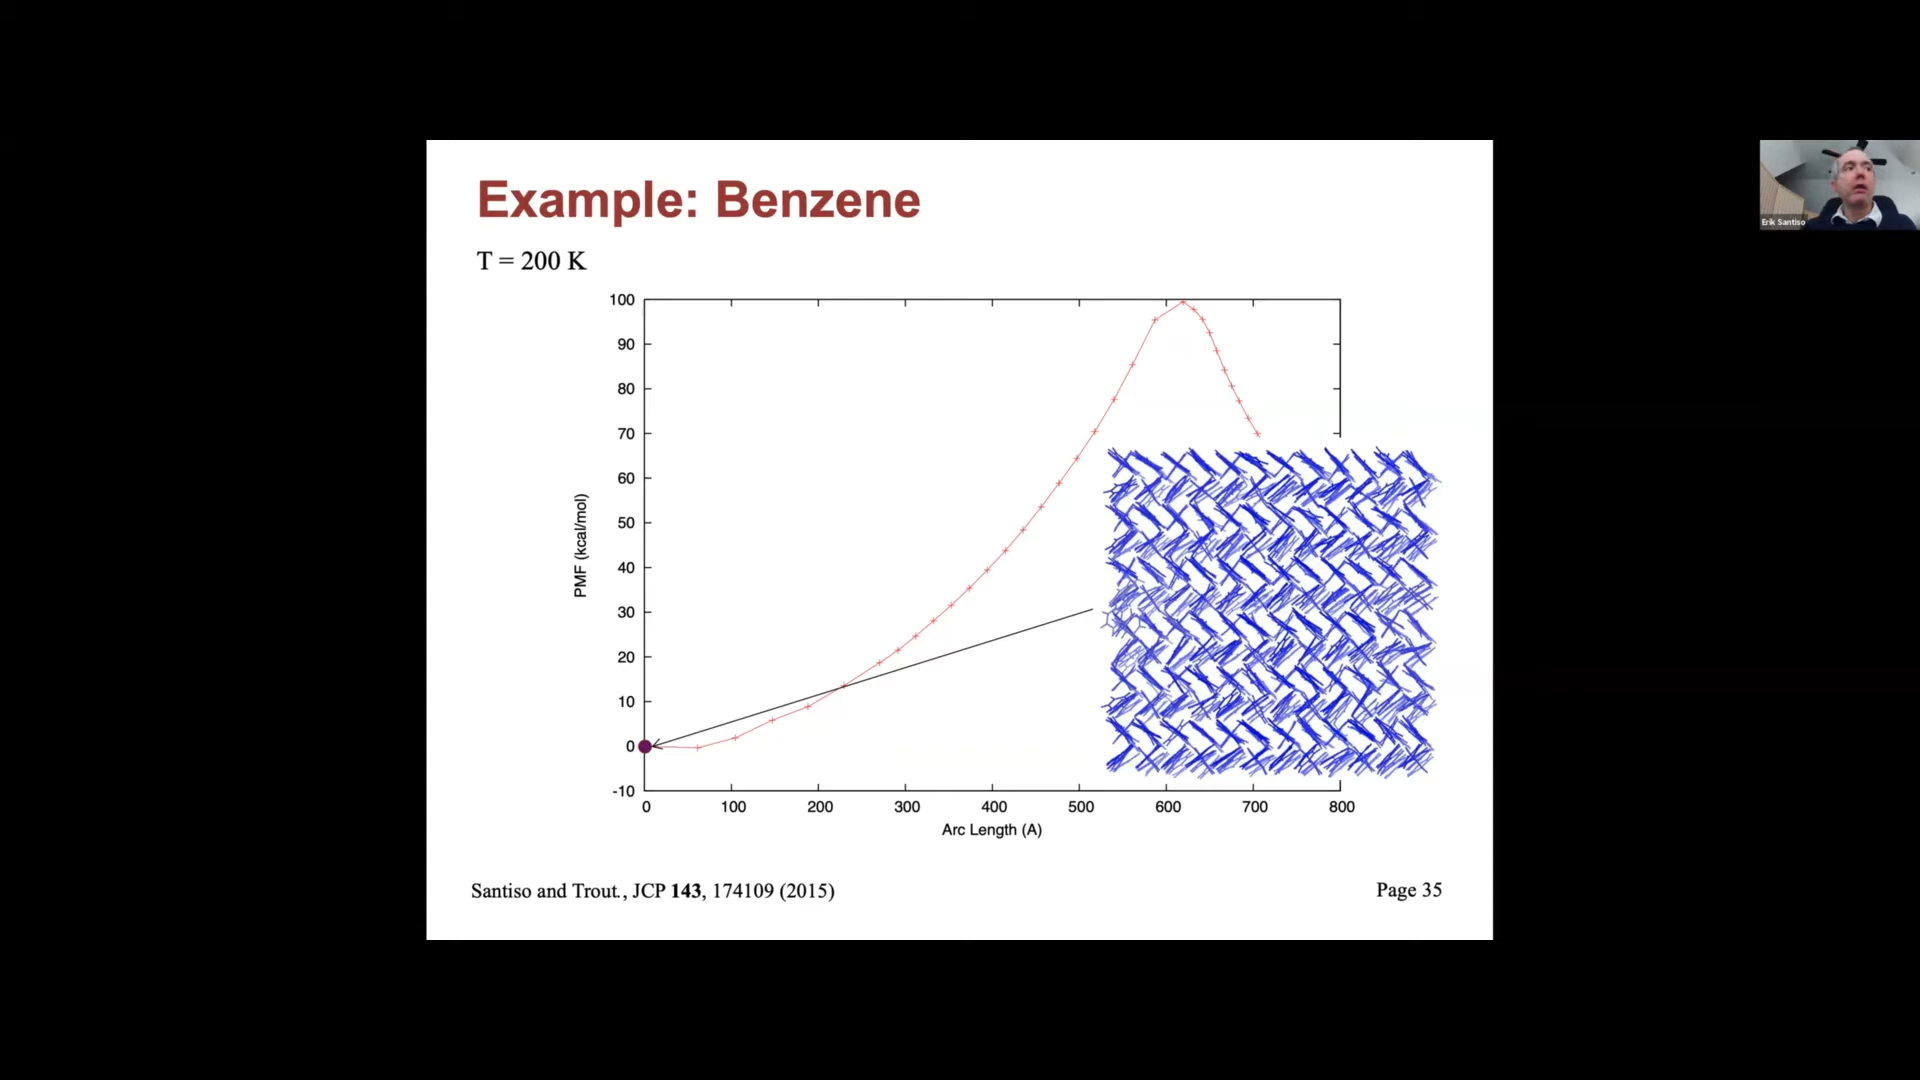 Example: Benzene
T = 200 K
100
90
80
70
60
50
40
30
20
10
0
-10
PMF (kcal/mol)
0 100 200 300 400 500 600 700 800
Arc Length (A)
Santiso and Trout., JCP 143, 174109 (2015)
Page 35
Erik Santiso